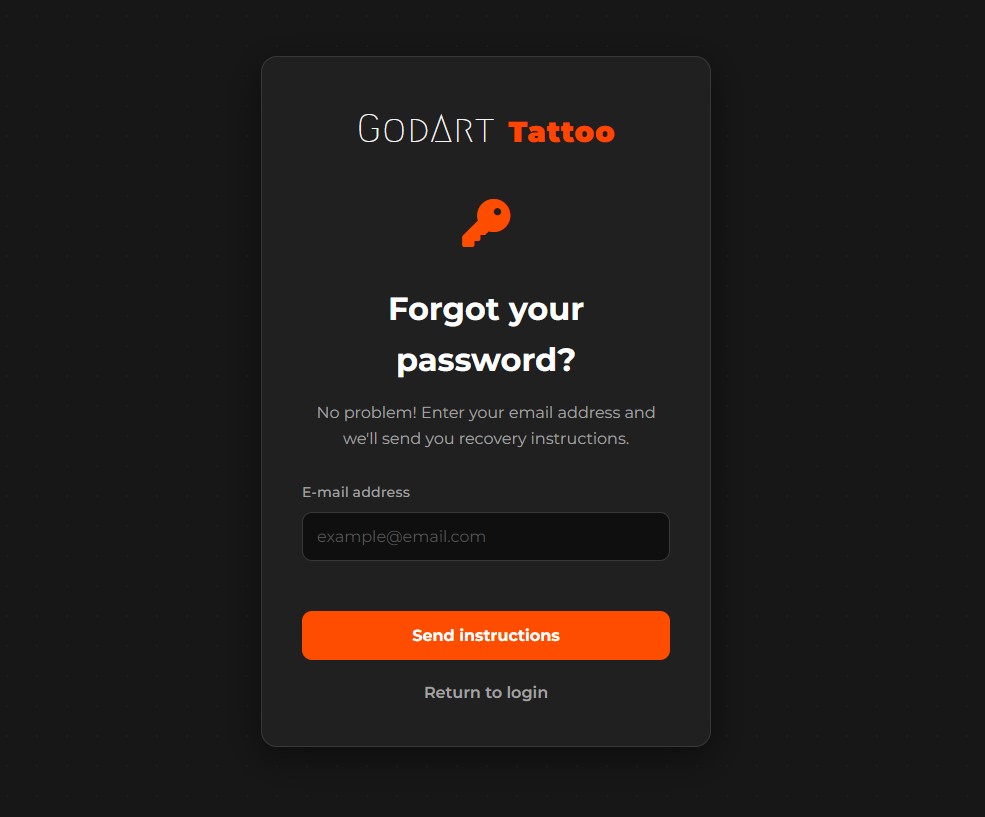 GODART Tattoo
Forgot your
password?
No problem! Enter your email address and
we'll send you recovery instructions.
E-mail address
example@email.com
Send instructions
Return to login